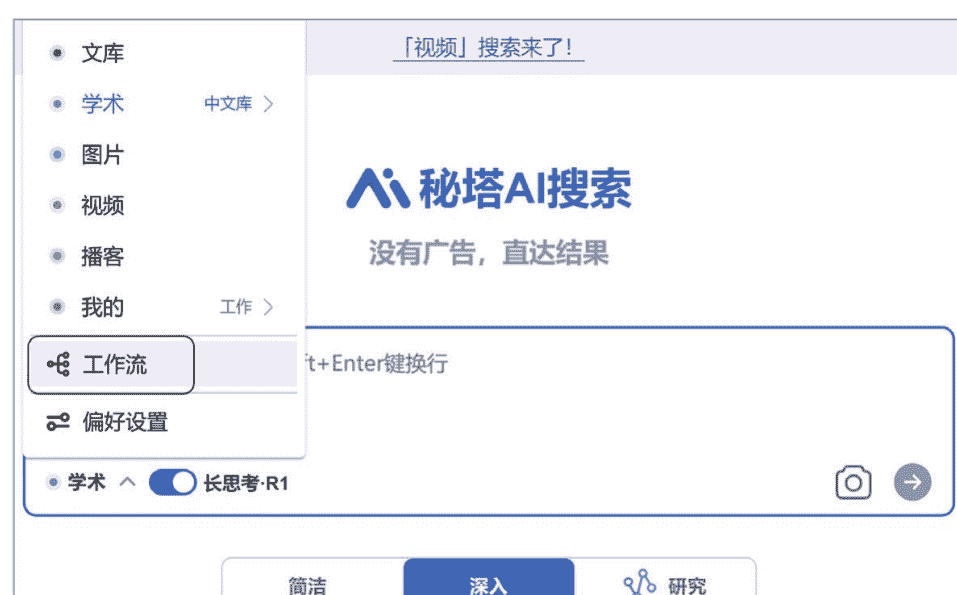 「视频」搜索来了!
文库
学术 中文库
图片
视频
播客
我的 工作
工作流
偏好设置
秘塔AI搜索
没有广告，直达结果
t+Enter键换行
学术 长思考·R1
简洁 深入 研究